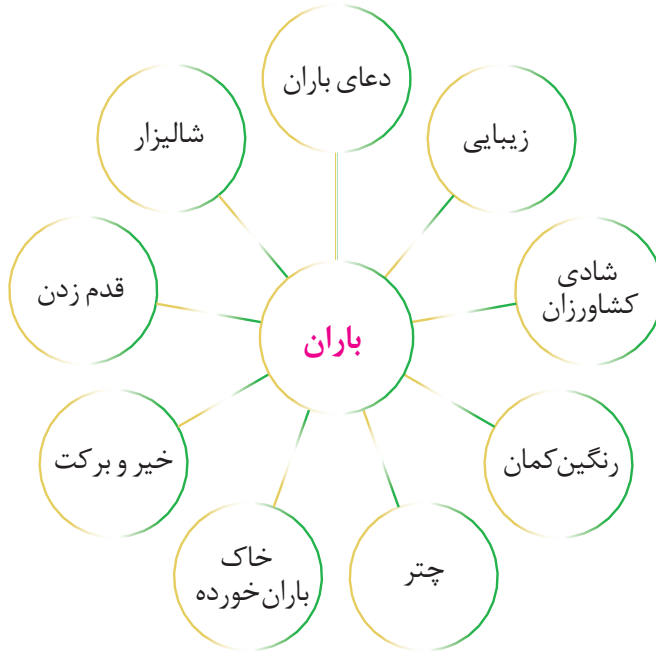 دعای باران
زیبایی
شالیزار
شادی
کشاورزان
قدم زدن
باران
رنگین‌کمان
خیر و برکت
چتر
خاک
باران‌خورده